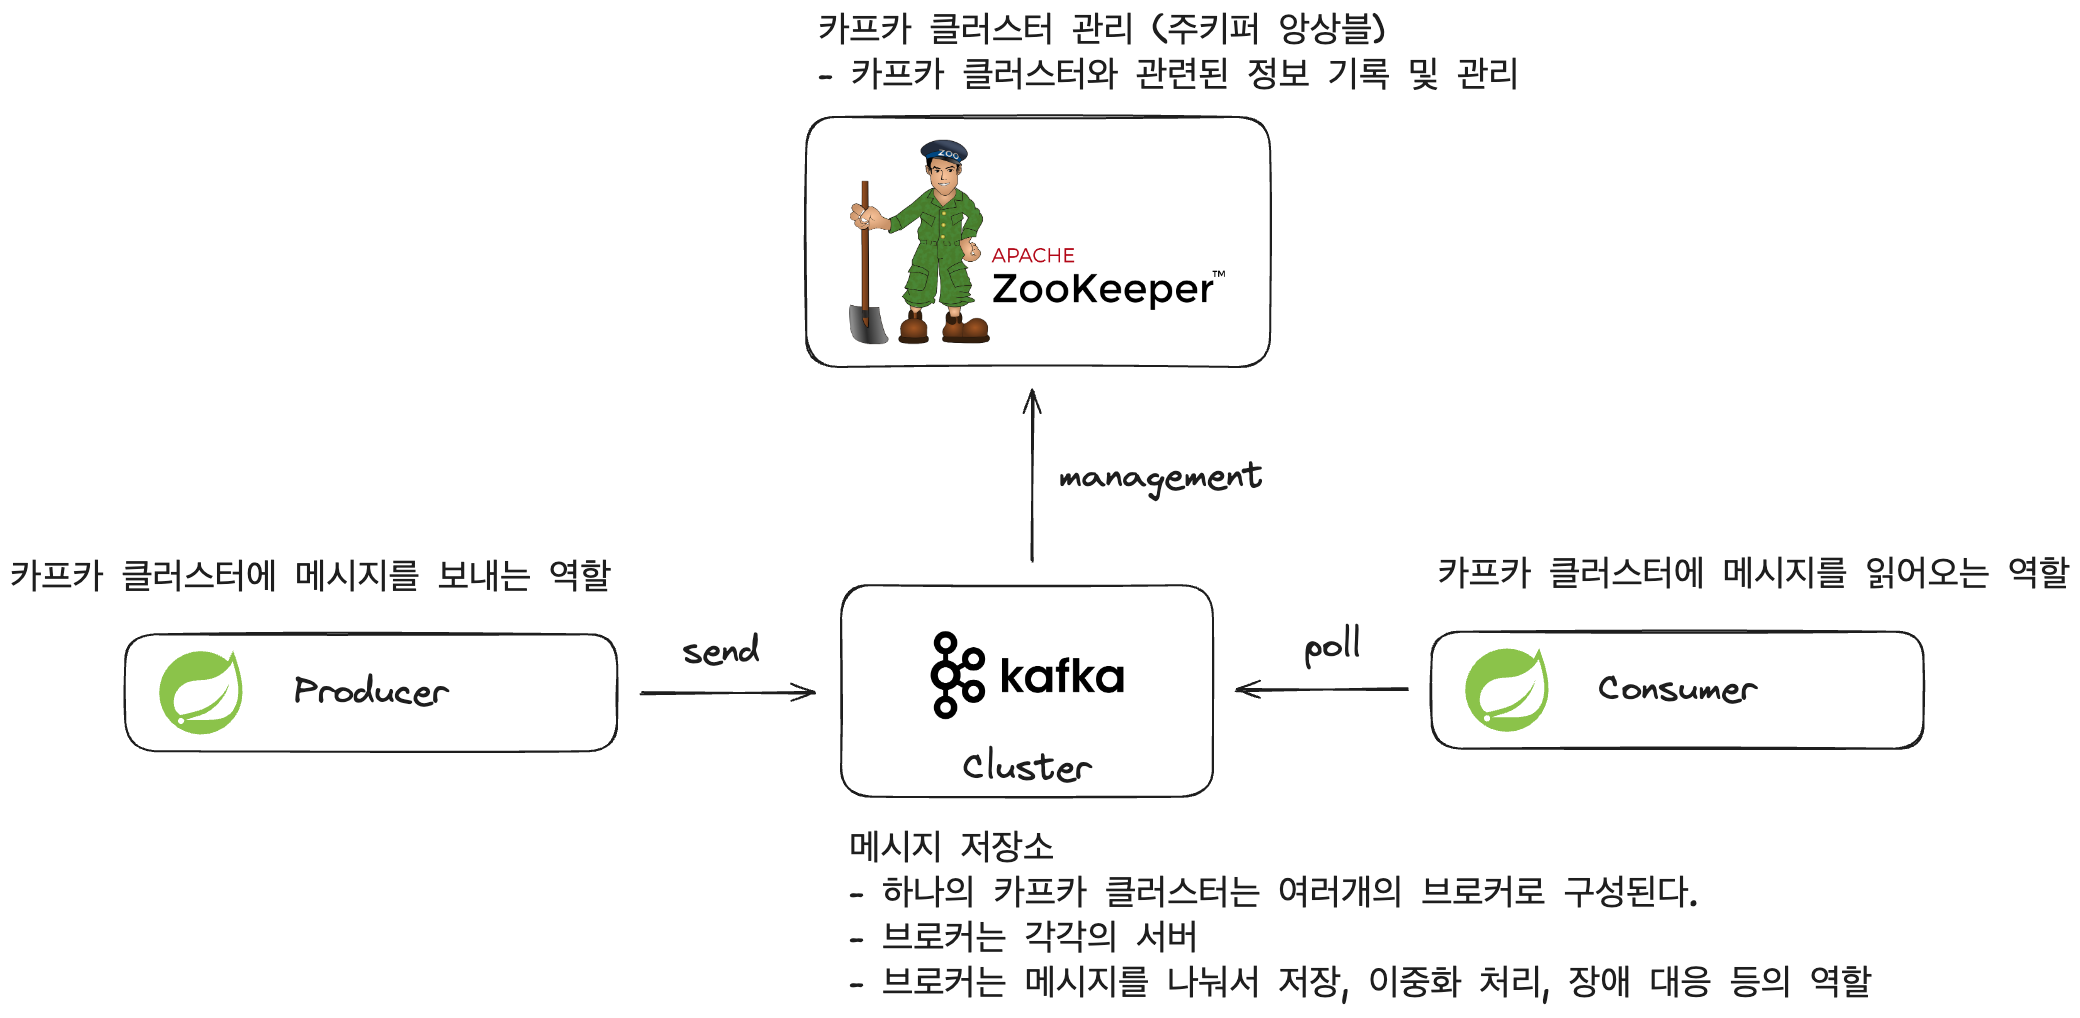 카프카 클러스터 관리 (주키퍼 앙상블)
- 카프카 클러스터와 관련된 정보 기록 및 관리
ZOO
APACHE
ZooKeeper™
management
카프카 클러스터에 메시지를 보내는 역할
카프카 클러스터에 메시지를 읽어오는 역할
Producer
send
kafka
Cluster
poll
Consumer
메시지 저장소
- 하나의 카프카 클러스터는 여러개의 브로커로 구성된다.
- 브로커는 각각의 서버
- 브로커는 메시지를 나눠서 저장, 이중화 처리, 장애 대응 등의 역할